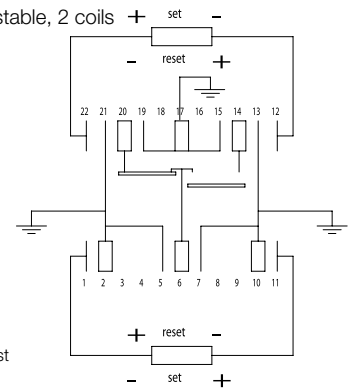 stable, 2 coils
+ set -
- reset +
22 21 20 19 18 17 16 15 14 13 12
1 2 3 4 5 6 7 8 9 10 11
+ reset -
st
- set +